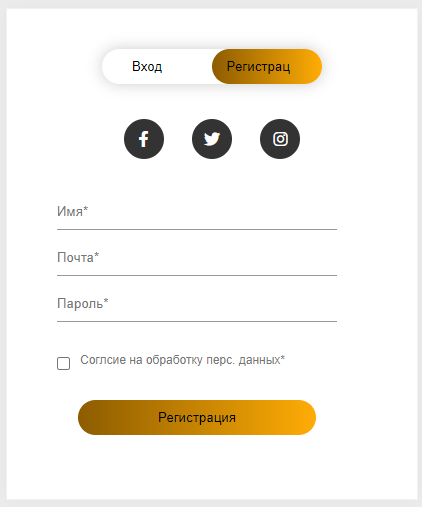 Вход Регистрац
Имя*
Почта*
Пароль*
Соглсие на обработку перс. данных*
Регистрация